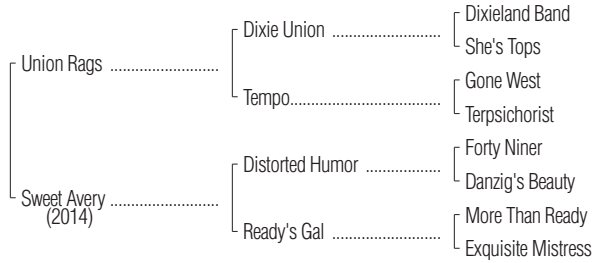 Dixieland Band
Dixie Union ......................
She's Tops
Union Rags ......................
Gone West
Tempo..............................
Terpsichorist
Forty Niner
Distorted Humor ...............
Danzig's Beauty
Sweet Avery ......................
(2014)
More Than Ready
Ready's Gal ......................
Exquisite Mistress